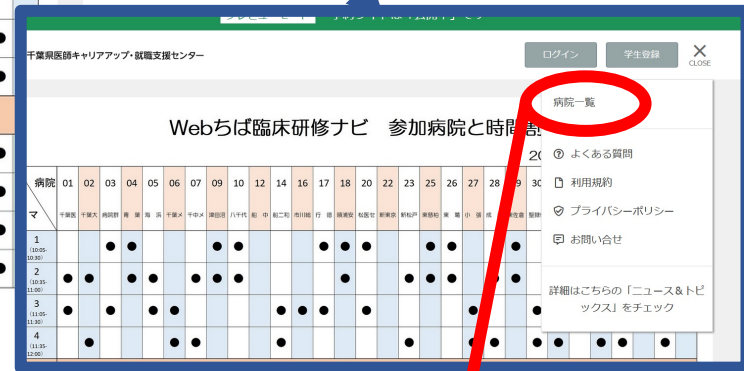 千葉県医師キャリアアップ・就職支援センター
ログイン
学生登録
CLOSE
病院一覧
Webちば臨床研修ナビ 参加病院と時間割
よくある質問
利用規約
プライバシーポリシー
お問い合せ
詳細はこちらの「ニュース&トピックス」をチェック
病院 01 02 03 04 05 06 07 09 10 12 14 16 17 18 20 22 23 25 26 27 28 29 30
マ 千葉医 千葉大 病院群 青葉 海浜 千葉メ 千中メ 津田沼 八千代 船中 船二和 市川総 行徳 順浦安 松医セ 新東京 新松戸 東慈柏 東葛 小張
1
(10:05-
10:30)
2
(10:35-
11:00)
3
(11:05-
11:30)
4
(11:35-
12:00)